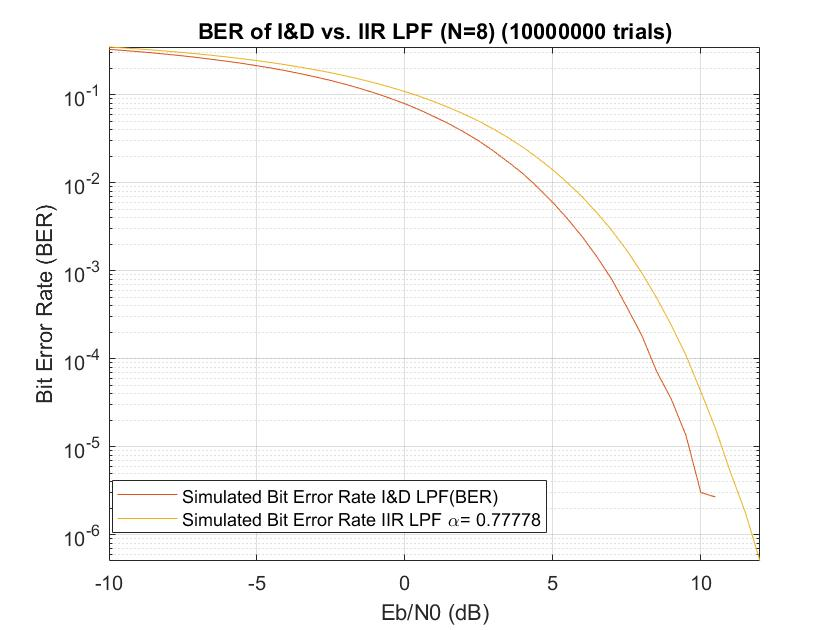 BER of I&D vs. IIR LPF (N=8) (10000000 trials)
10^-1
10^-2
10^-3
10^-4
10^-5
10^-6
Bit Error Rate (BER)
Simulated Bit Error Rate I&D LPF(BER)
Simulated Bit Error Rate IIR LPF α= 0.77778
-10 -5 0 5 10
Eb/N0 (dB)